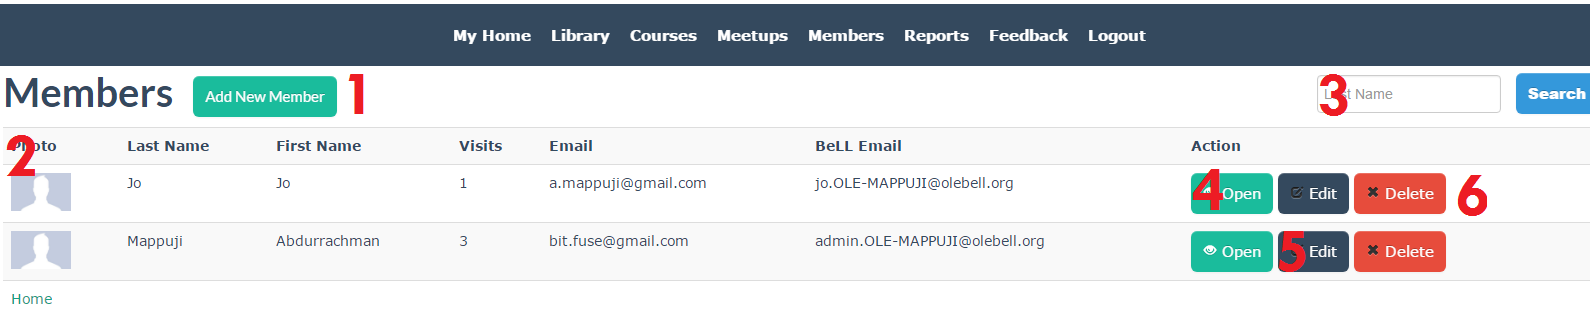 My Home Library Courses Meetups Members Reports Feedback Logout
Members Add New Member 1 3 Last Name Search
2 Photo Last Name First Name Visits Email BeLL Email Action
Jo Jo 1 a.mappuji@gmail.com jo.OLE-MAPPUJI@olebell.org 4 Open Edit Delete 6
Mappuji Abdurrachman 3 bit.fuse@gmail.com admin.OLE-MAPPUJI@olebell.org Open 5 Edit Delete
Home